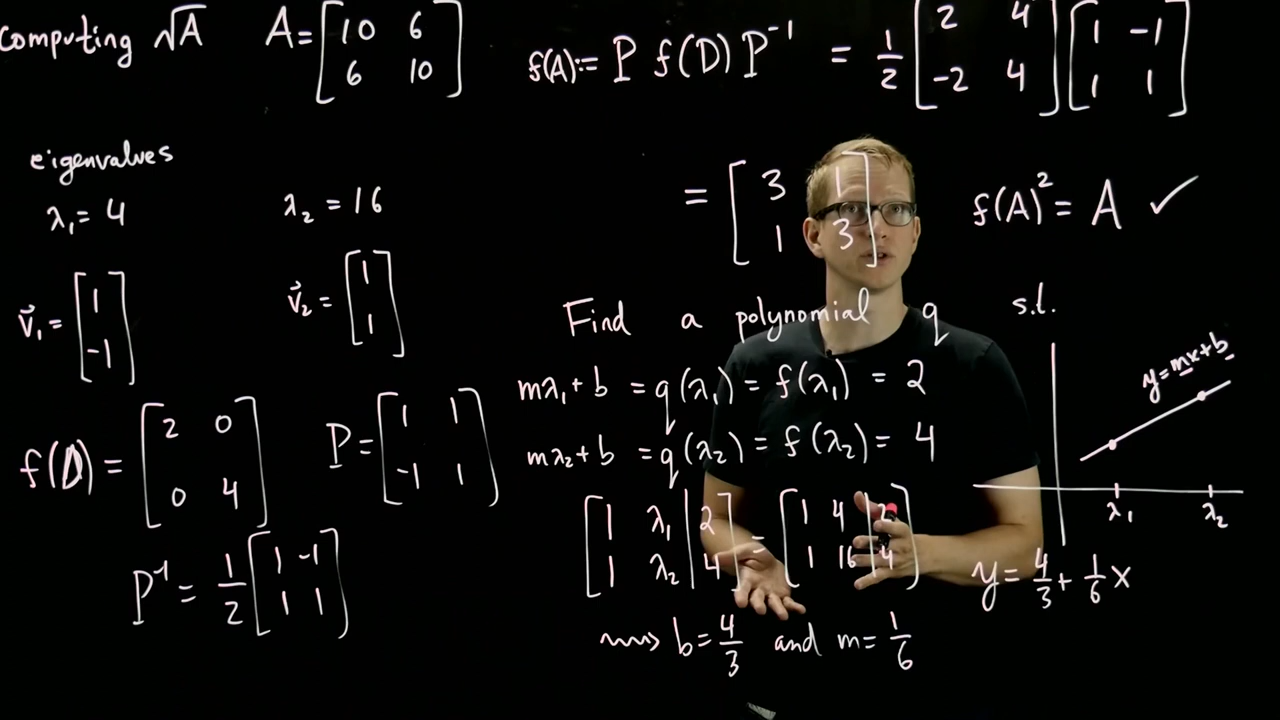 computing √A A = [10 6; 6 10]
f(A) := P f(D) P⁻¹ = 1/2 [2 4; -2 4] [1 -1; 1 1]
= [3 1; 1 3] f(A)² = A ✓
eigenvalues
λ₁ = 4 λ₂ = 16
v⃗₁ = [1; -1] v⃗₂ = [1; 1]
f(D) = [2 0; 0 4] P = [1 1; -1 1]
P⁻¹ = 1/2 [1 -1; 1 1]
Find a polynomial q s.t.
mλ₁ + b = q(λ₁) = f(λ₁) = 2
mλ₂ + b = q(λ₂) = f(λ₂) = 4
[1 λ₁ | 2; 1 λ₂ | 4] = [1 4 | 2; 1 16 | 4]
⟿ b = 4/3 and m = 1/6
y = mx + b
λ₁ λ₂
y = 4/3 + 1/6 x